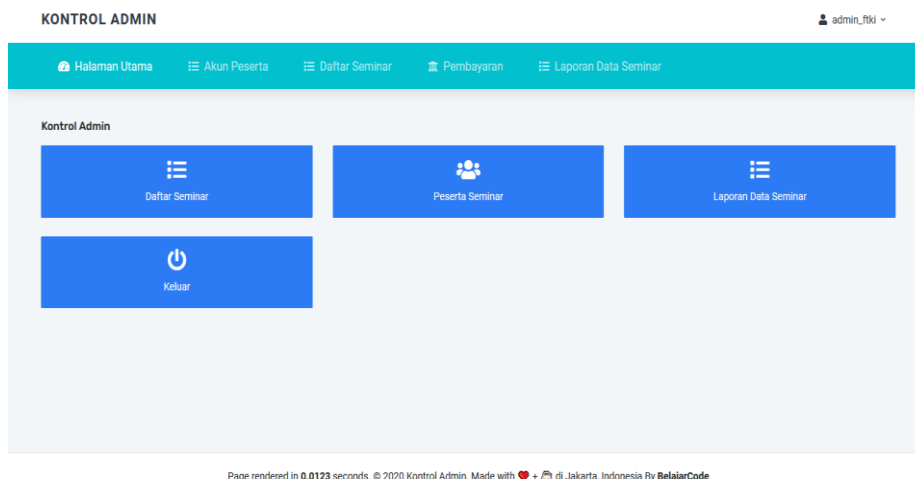 KONTROL ADMIN
admin_ftki
Halaman Utama
Akun Peserta
Daftar Seminar
Pembayaran
Laporan Data Seminar
Kontrol Admin
Daftar Seminar
Peserta Seminar
Laporan Data Seminar
Keluar
Page rendered in 0.0123 seconds. © 2020 Kontrol Admin. Made with ❤ + ☕ di Jakarta, Indonesia By BelajarCode